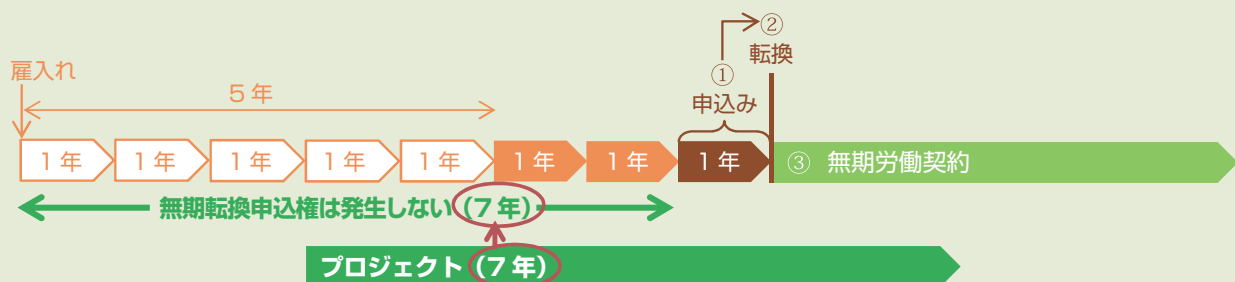 ②
転換
①
申込み
雇入れ
5年
1年 1年 1年 1年 1年 1年 1年 1年 ③ 無期労働契約
無期転換申込権は発生しない(7年)
プロジェクト(7年)